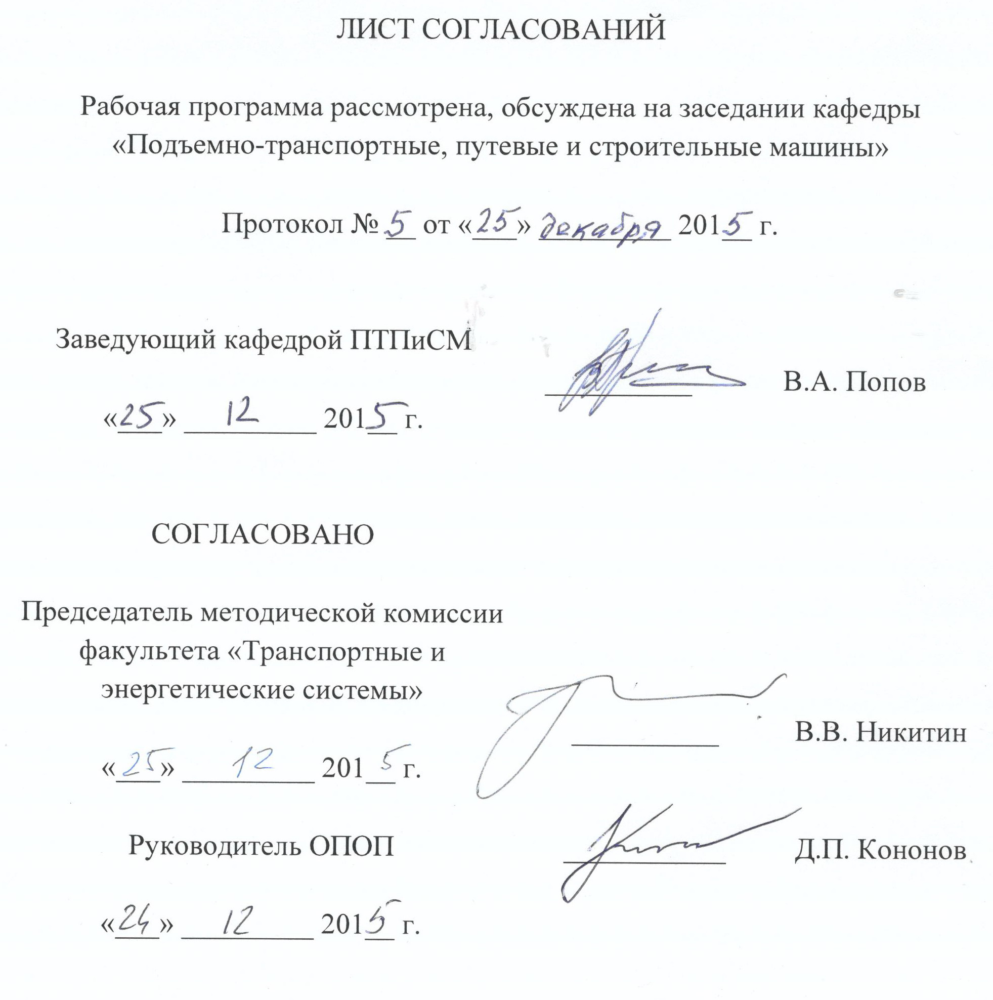 ЛИСТ СОГЛАСОВАНИЙ
Рабочая программа рассмотрена, обсуждена на заседании кафедры
«Подъемно-транспортные, путевые и строительные машины»
Протокол № 5 от «25» декабря 2015 г.
Заведующий кафедрой ПТПиСМ
В.А. Попов
«25» 12 2015 г.
СОГЛАСОВАНО
Председатель методической комиссии
факультета «Транспортные и
энергетические системы»
В.В. Никитин
«25» 12 2015 г.
Руководитель ОПОП
Д.П. Кононов
«24» 12 2015 г.